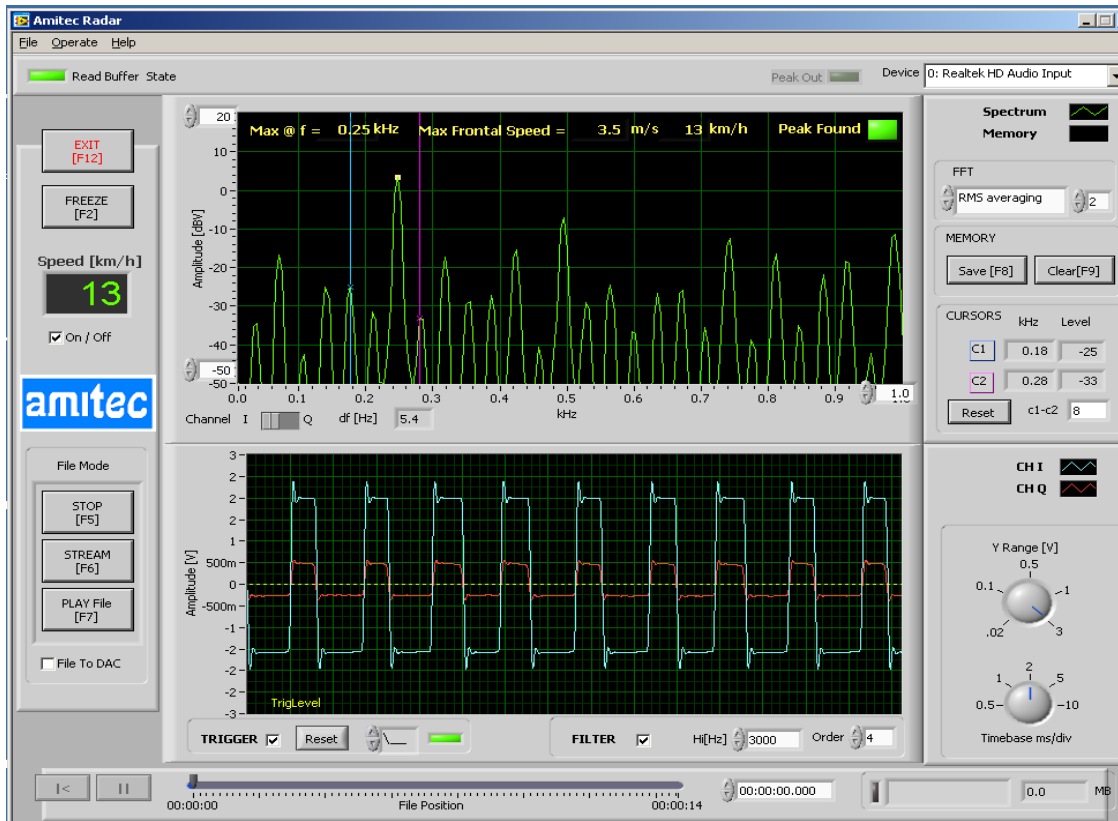 Amitec Radar
File Operate Help
Read Buffer State
Peak Out
Device
0: Realtek HD Audio Input
EXIT
[F12]
FREEZE
[F2]
Speed [km/h]
13
On / Off
amitec
File Mode
STOP
[F5]
STREAM
[F6]
PLAY File
[F7]
File To DAC
Max @ f = 0.25 kHz Max Frontal Speed = 3.5 m/s 13 km/h Peak Found
Amplitude [dBV]
20
10
0
-10
-20
-30
-40
-50
-50
0.0 0.1 0.2 0.3 0.4 0.5 0.6 0.7 0.8 0.9 1.0
kHz
Channel I Q df [Hz] 5.4
Spectrum
Memory
FFT
RMS averaging 2
MEMORY
Save [F8] Clear[F9]
CURSORS kHz Level
C1 0.18 -25
C2 0.28 -33
Reset c1-c2 8
Amplitude [V]
3
2
2
1
500m
0
-500m
-1
-2
-2
-3
TrigLevel
TRIGGER Reset
FILTER Hi[Hz] 3000 Order 4
CH I
CH Q
Y Range [V]
0.5
0.1 1
.02 3
2
1 5
0.5 10
Timebase ms/div
00:00:00 File Position 00:00:14
00:00:00.000
0.0 MB